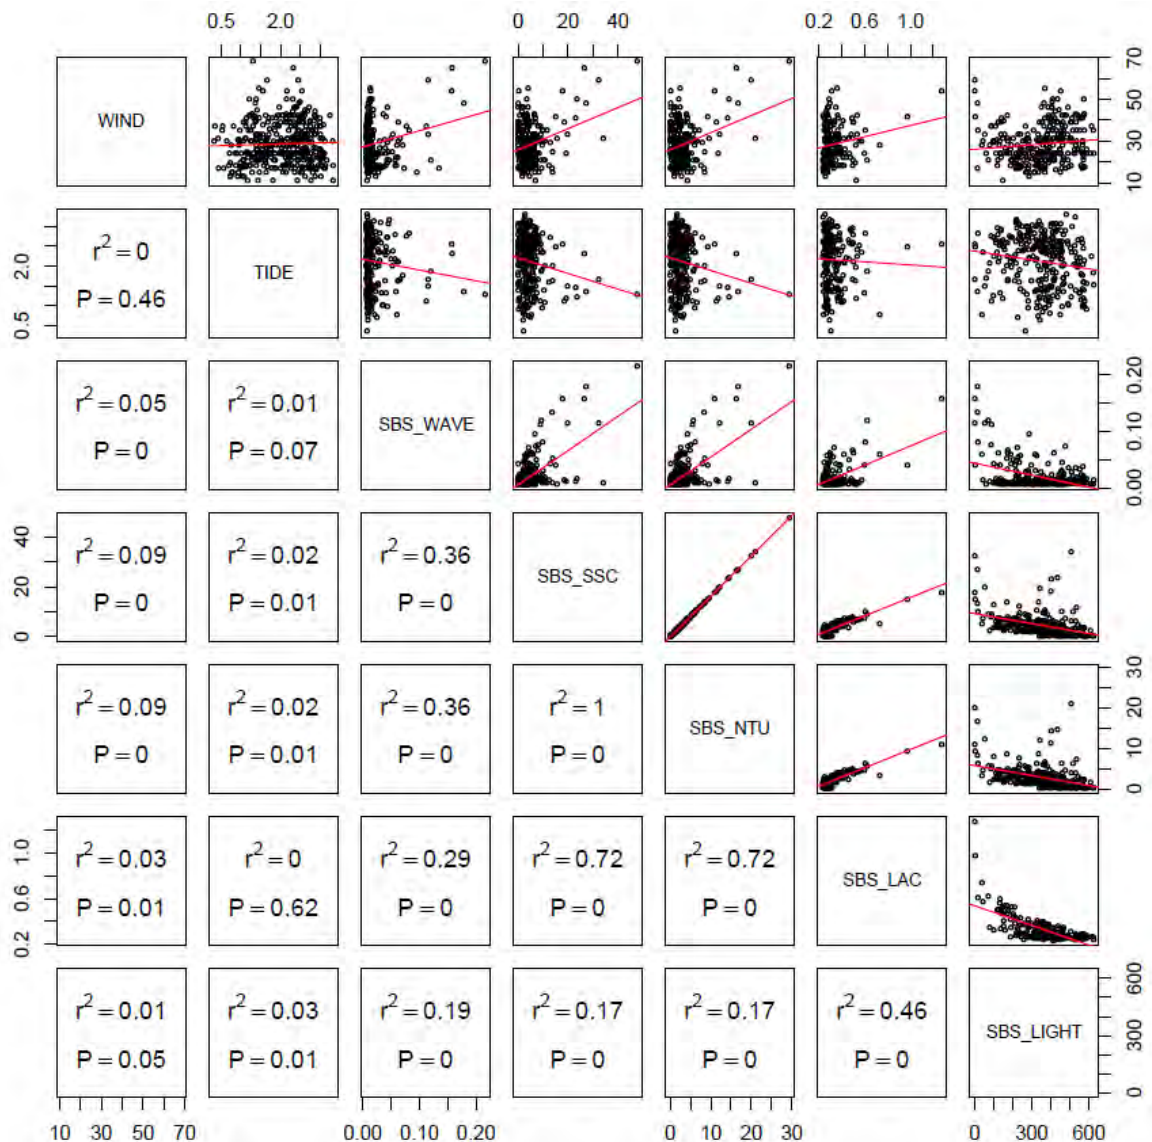 0.5 2.0 0 20 40 0.2 0.6 1.0
WIND 10 30 50 70
0.5 2.0 r² = 0 TIDE
P = 0.46
r² = 0.05 r² = 0.01 SBS_WAVE 0.00 0.10 0.20
P = 0 P = 0.07
0 20 40 r² = 0.09 r² = 0.02 r² = 0.36 SBS_SSC
P = 0 P = 0.01 P = 0
r² = 0.09 r² = 0.02 r² = 0.36 r² = 1 SBS_NTU 0 10 20 30
P = 0 P = 0.01 P = 0 P = 0
0.2 0.6 1.0 r² = 0.03 r² = 0 r² = 0.29 r² = 0.72 r² = 0.72 SBS_LAC
P = 0.01 P = 0.62 P = 0 P = 0 P = 0
r² = 0.01 r² = 0.03 r² = 0.19 r² = 0.17 r² = 0.17 r² = 0.46 SBS_LIGHT 0 300 600
P = 0.05 P = 0.01 P = 0 P = 0 P = 0 P = 0
10 30 50 70 0.00 0.10 0.20 0 10 20 30 0 300 600